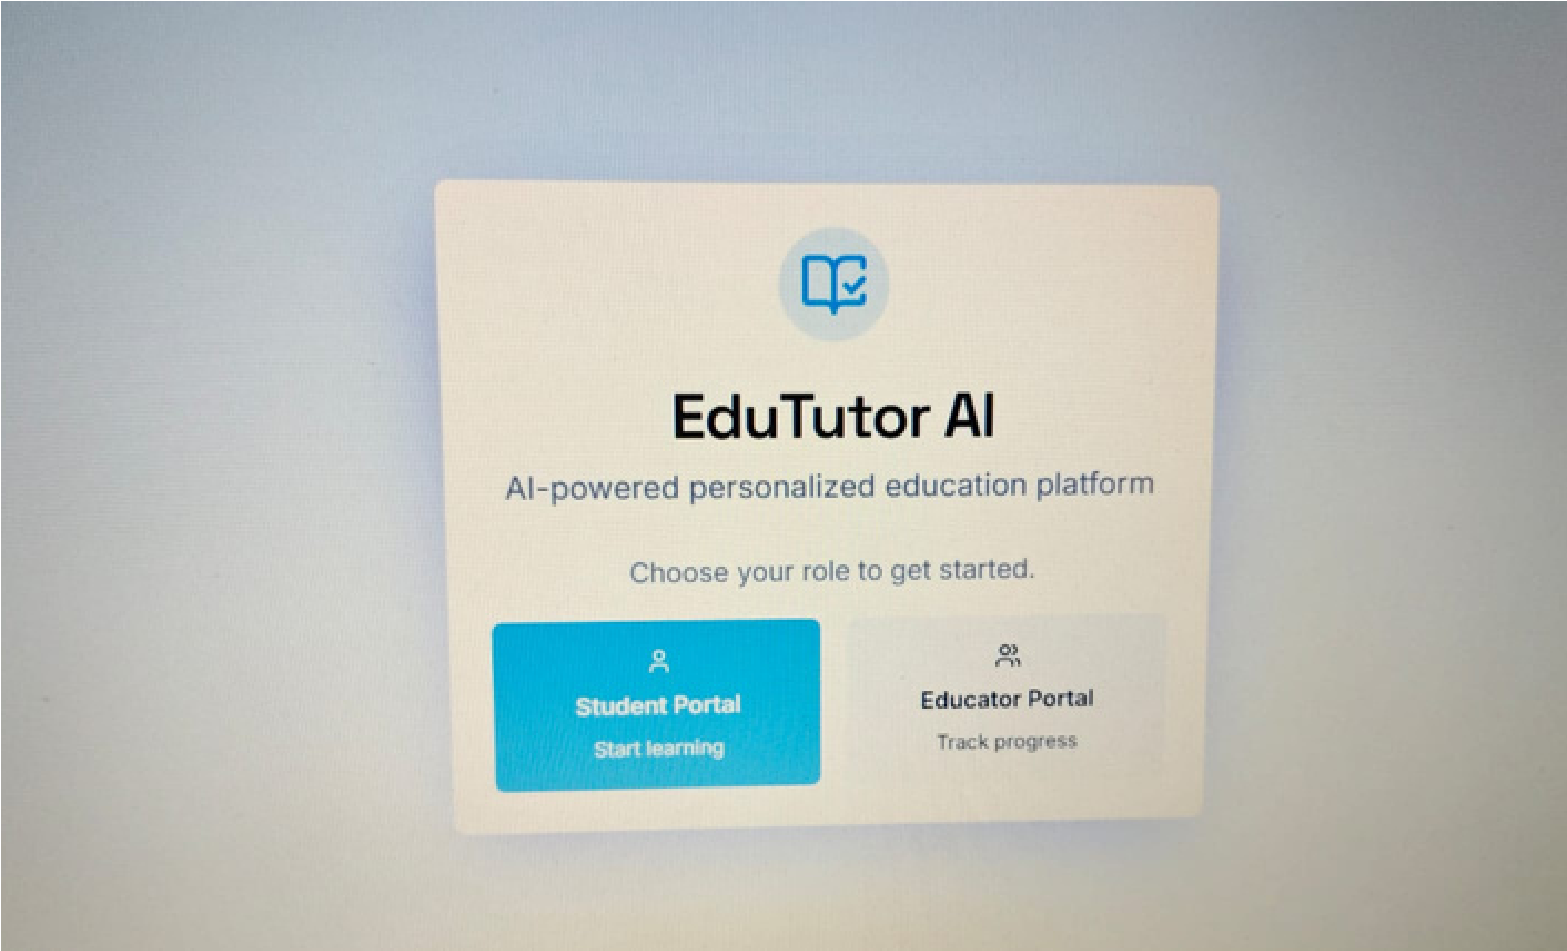 EduTutor AI
AI-powered personalized education platform
Choose your role to get started.
Student Portal
Start learning
Educator Portal
Track progress